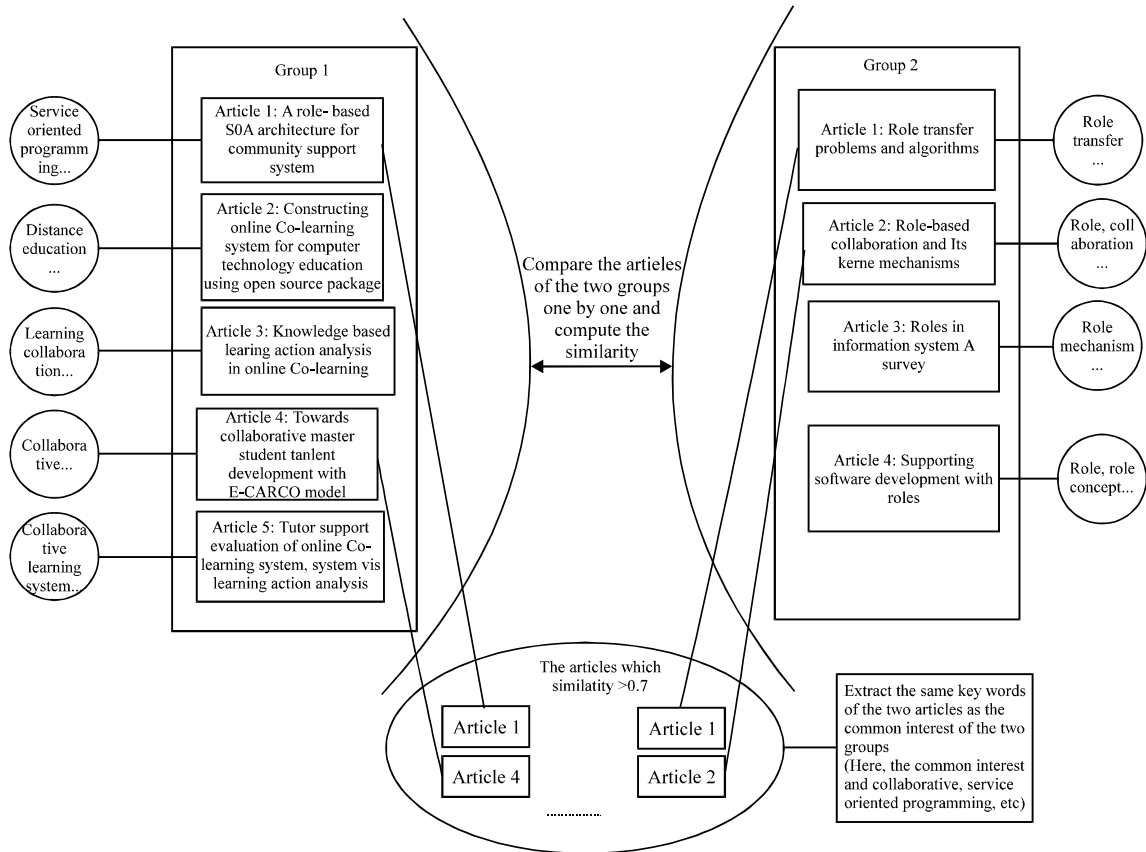 Group 1
Service
oriented
programm
ing...
Article 1: A role- based
S0A architecture for
community support
system
Distance
education
...
Article 2: Constructing
online Co-learning
system for computer
technology education
using open source package
Learning
collabora
tion...
Article 3: Knowledge based
learing action analysis
in online Co-learning
Collabora
tive...
Article 4: Towards
collaborative master
student tanlent
development with
E-CARCO model
Collabora
tive
learning
system...
Article 5: Tutor support
evaluation of online Co-
learning system, system vis
learning action analysis
Compare the artieles
of the two groups
one by one and
compute the
similarity
Group 2
Article 1: Role transfer
problems and algorithms
Role
transfer
...
Article 2: Role-based
collaboration and Its
kerne mechanisms
Role, coll
aboration
...
Article 3: Roles in
information system A
survey
Role
mechanism
...
Article 4: Supporting
software development with
roles
Role, role
concept...
The articles which
similatity >0.7
Article 1
Article 4
Article 1
Article 2
.........
Extract the same key words
of the two articles as the
common interest of the two
groups
(Here, the common interest
and collaborative, service
oriented programming, etc)